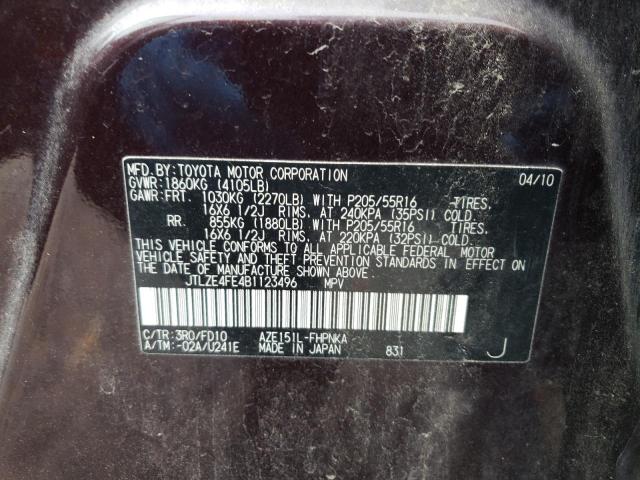 MFD.BY:TOYOTA MOTOR CORPORATION 04/10
GVWR:1860KG (4105LB)
GAWR:FRT. 1030KG (2270LB) WITH P205/55R16 TIRES.
16X6 1/2J RIMS. AT 240KPA (35PSI) COLD.
RR. 855KG (1880LB) WITH P205/55R16 TIRES.
16X6 1/2J RIMS. AT 220KPA (32PSI) COLD.
THIS VEHICLE CONFORMS TO ALL APPLICABLE FEDERAL MOTOR
VEHICLE SAFETY AND THEFT PREVENTION STANDARDS IN EFFECT
ON THE DATE OF MANUFACTURE SHOWN ABOVE.
JTLZE4FE4B1123496 MPV
C/TR:3R0/FD10 AZE151L-FHPNKA
A/TM:-02A/U241E MADE IN JAPAN 831 J